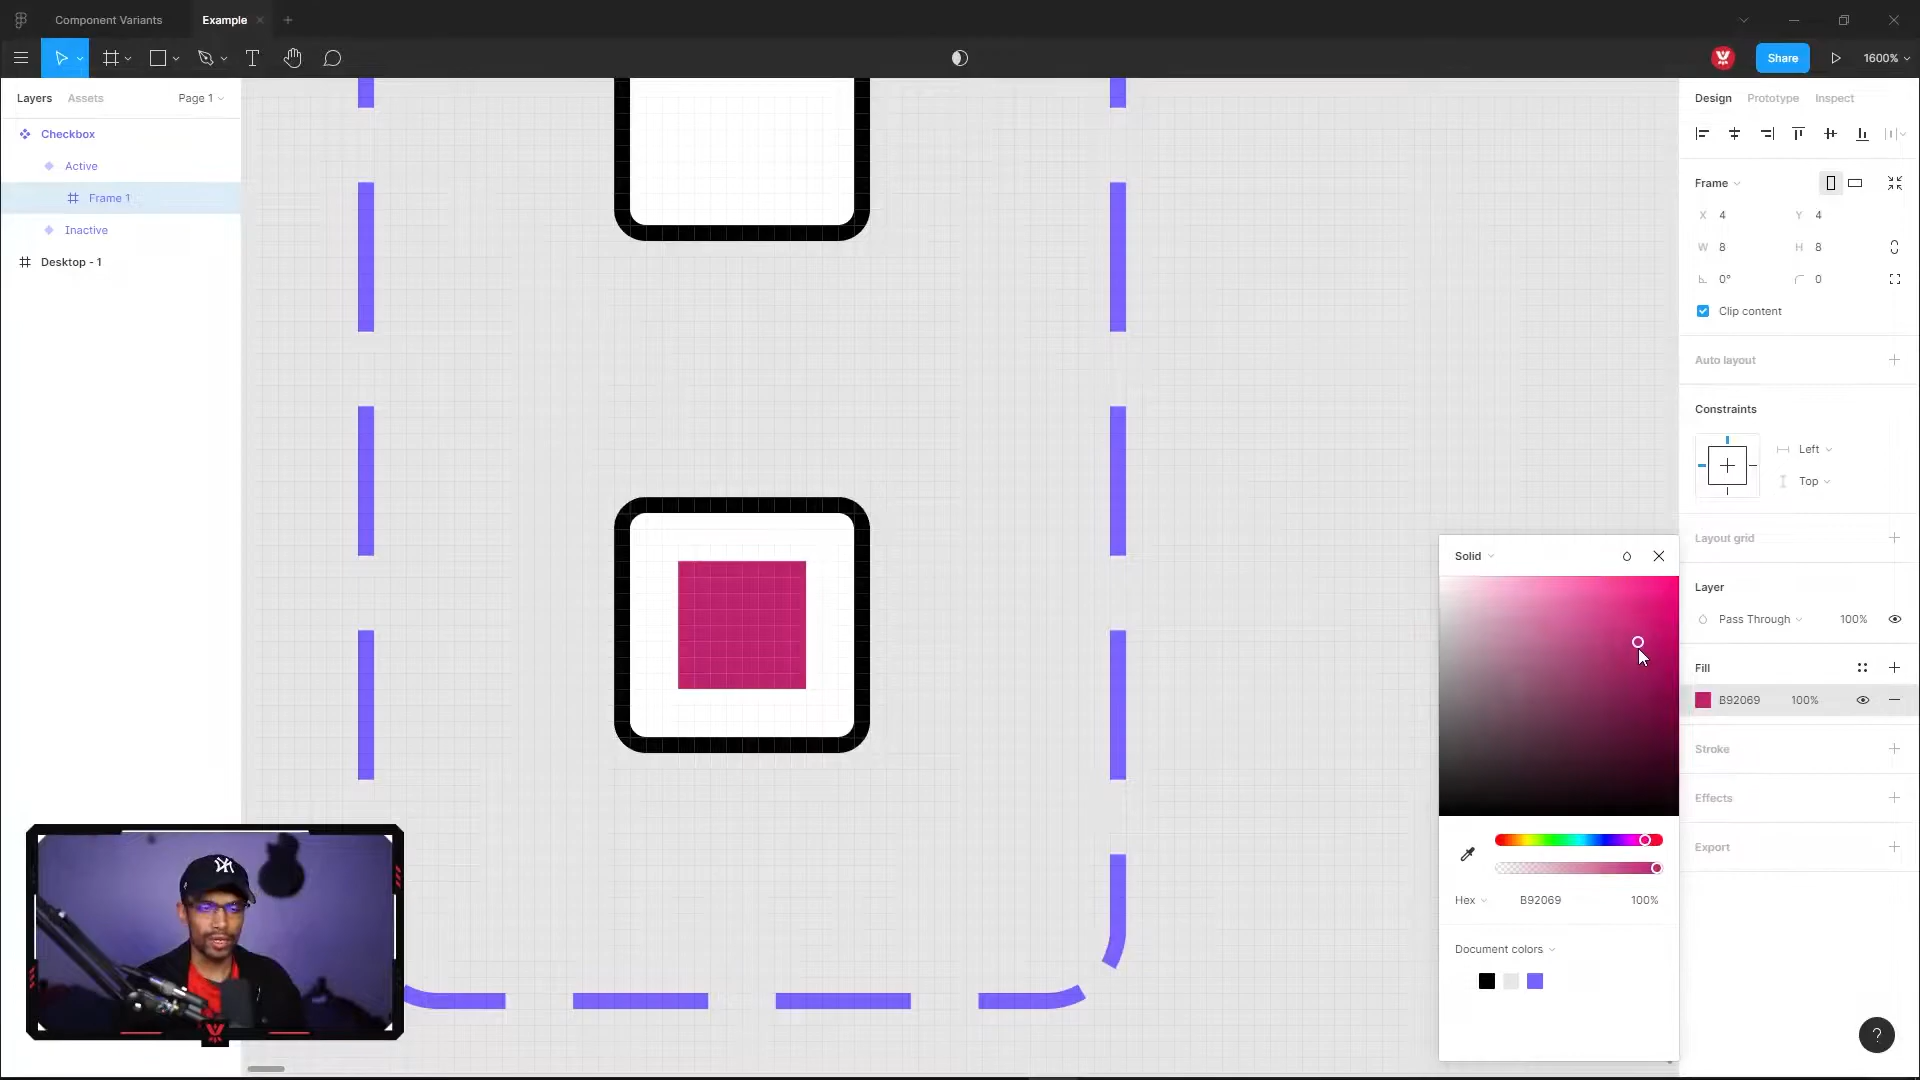 Component Variants
Example
Share
1600%
Layers
Assets
Page 1
Design
Prototype
Inspect
Checkbox
Active
Frame 1
Inactive
Desktop - 1
Frame
X 4
Y 4
W 8
H 8
0°
0
Clip content
Auto layout
Constraints
Left
Top
Layout grid
Layer
Pass Through
100%
Fill
B92069
100%
Stroke
Effects
Export
Solid
Hex
B92069
100%
Document colors
?